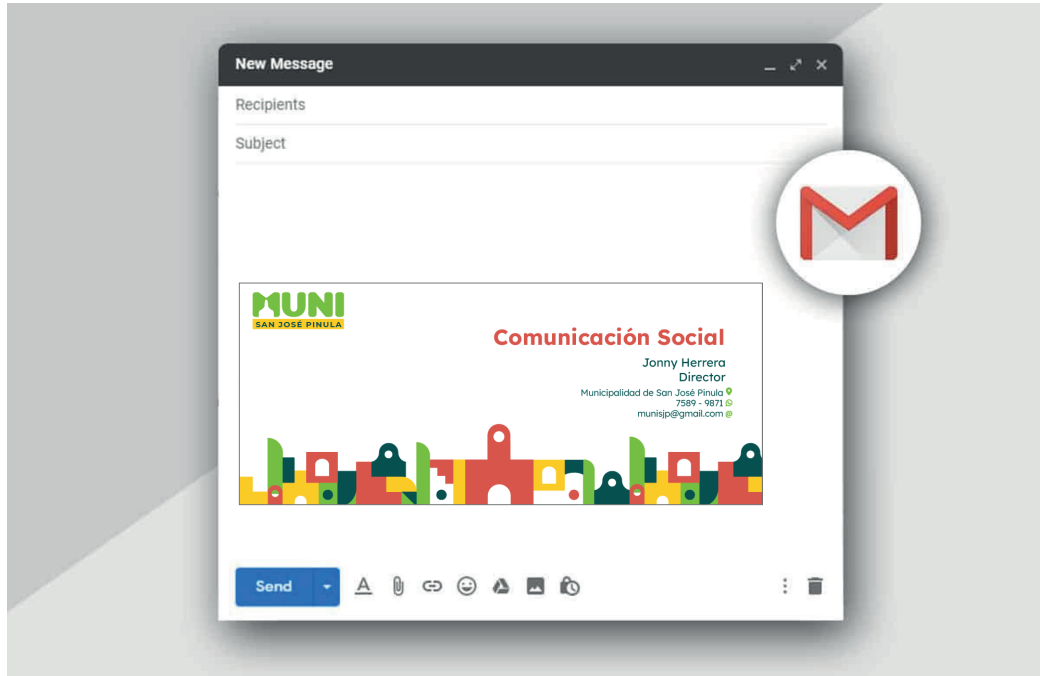 New Message
Recipients
Subject
MUNI
SAN JOSÉ PINULA
Comunicación Social
Jonny Herrera
Director
Municipalidad de San José Pinula
7589 - 9871
munisjp@gmail.com @
Send